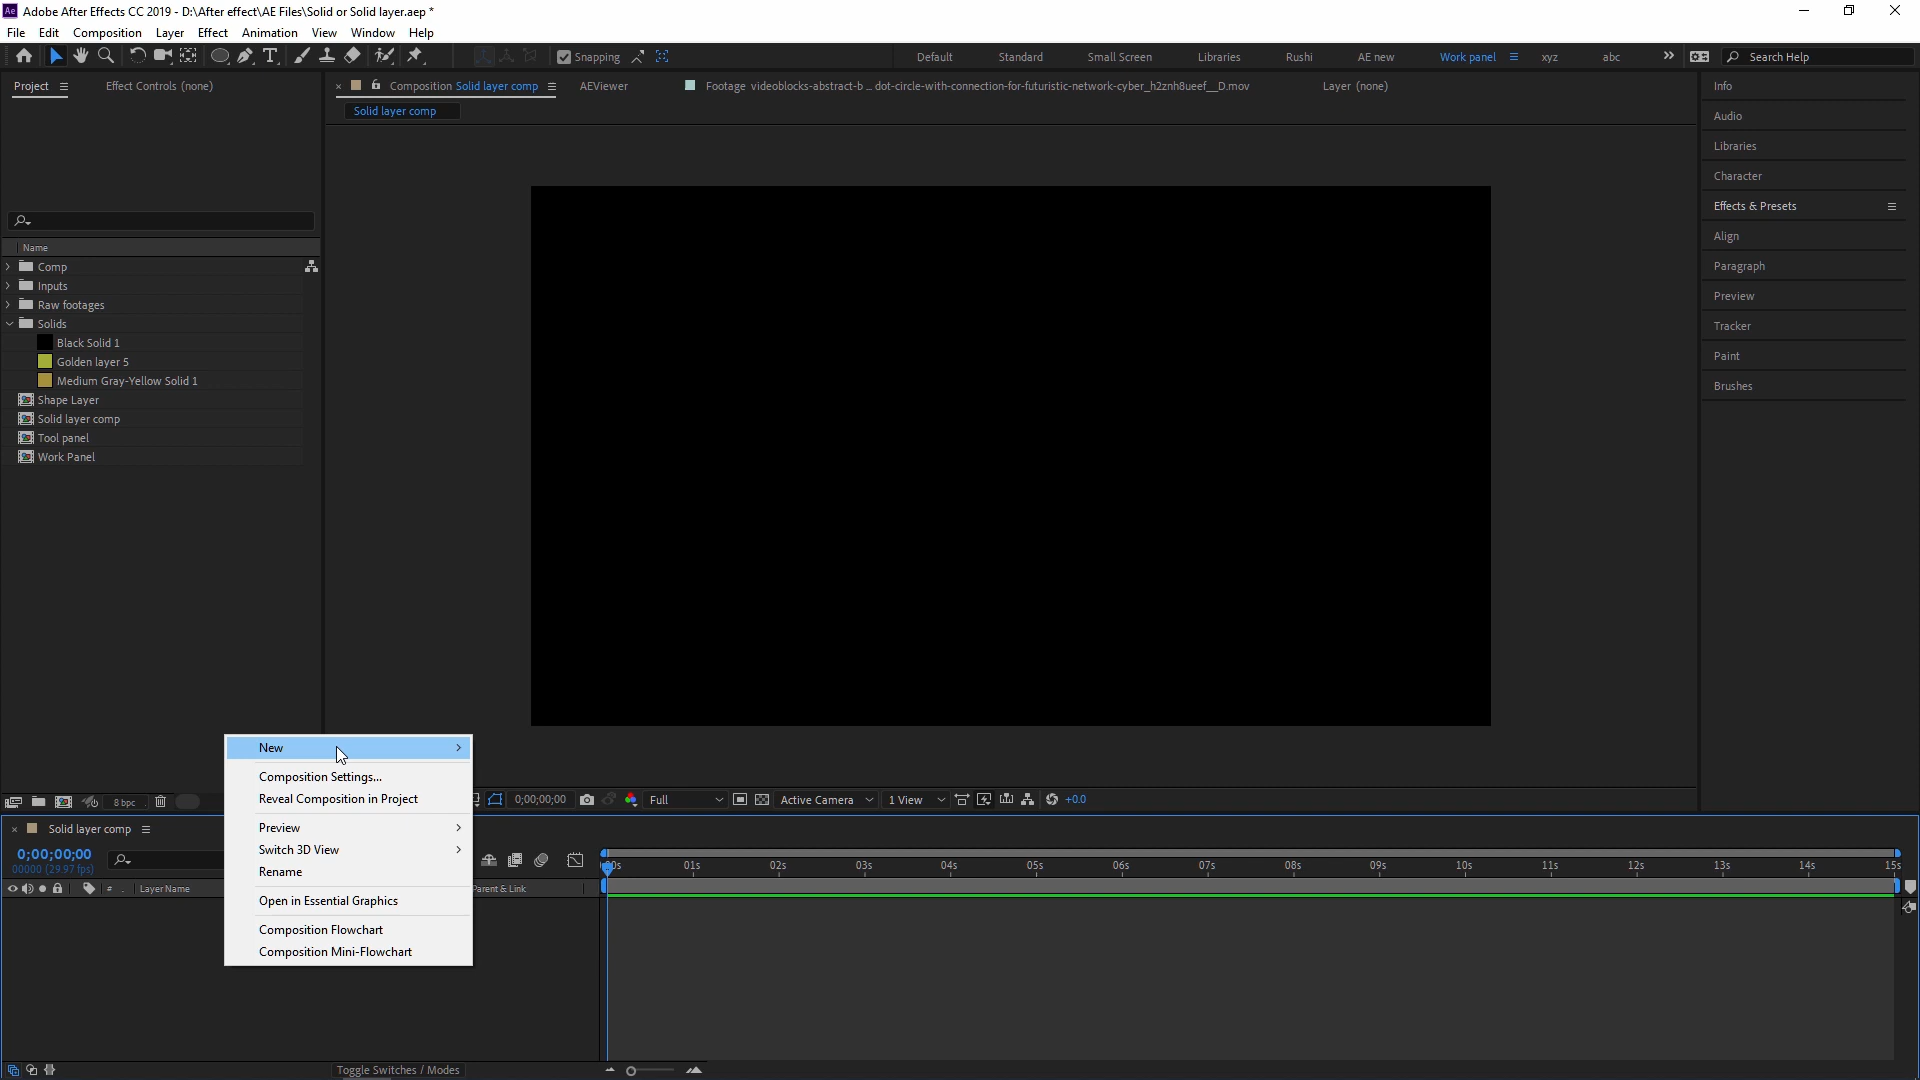 Ae Adobe After Effects CC 2019 - D:\After effect\AE Files\Solid or Solid layer.aep *
File Edit Composition Layer Effect Animation View Window Help
T Snapping Default Standard Small Screen Libraries Rushi AE new Work panel xyz abc Search Help
Project Effect Controls (none)
Composition Solid layer comp AEViewer Footage videoblocks-abstract-b ... dot-circle-with-connection-for-futuristic-network-cyber_h2znh8ueef__D.mov Layer (none)
Solid layer comp
Name
Comp
Inputs
Raw footages
Solids
Black Solid 1
Golden layer 5
Medium Gray-Yellow Solid 1
Shape Layer
Solid layer comp
Tool panel
Work Panel
Info
Audio
Libraries
Character
Effects & Presets
Align
Paragraph
Preview
Tracker
Paint
Brushes
New
Composition Settings...
Reveal Composition in Project
Preview
Switch 3D View
Rename
Open in Essential Graphics
Composition Flowchart
Composition Mini-Flowchart
8 bpc
0;00;00;00 Full Active Camera 1 View +0.0
Solid layer comp
0;00;00;00
00000 (29.97 fps)
# Layer Name Parent & Link
01s 02s 03s 04s 05s 06s 07s 08s 09s 10s 11s 12s 13s 14s 15s
Toggle Switches / Modes